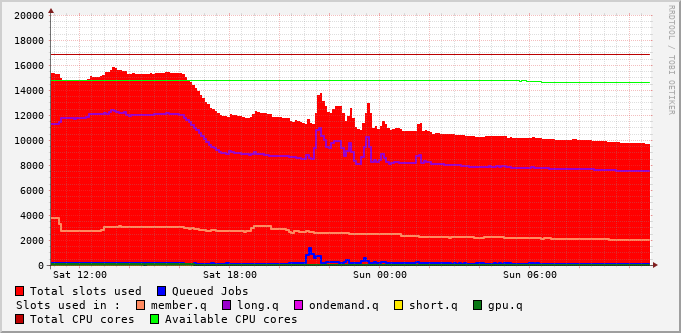 20000
18000
16000
14000
12000
10000
8000
6000
4000
2000
0
Sat 12:00 Sat 18:00 Sun 00:00 Sun 06:00
RRDTOOL / TOBI OETIKER
Total slots used Queued Jobs
Slots used in : member.q long.q ondemand.q short.q gpu.q
Total CPU cores Available CPU cores